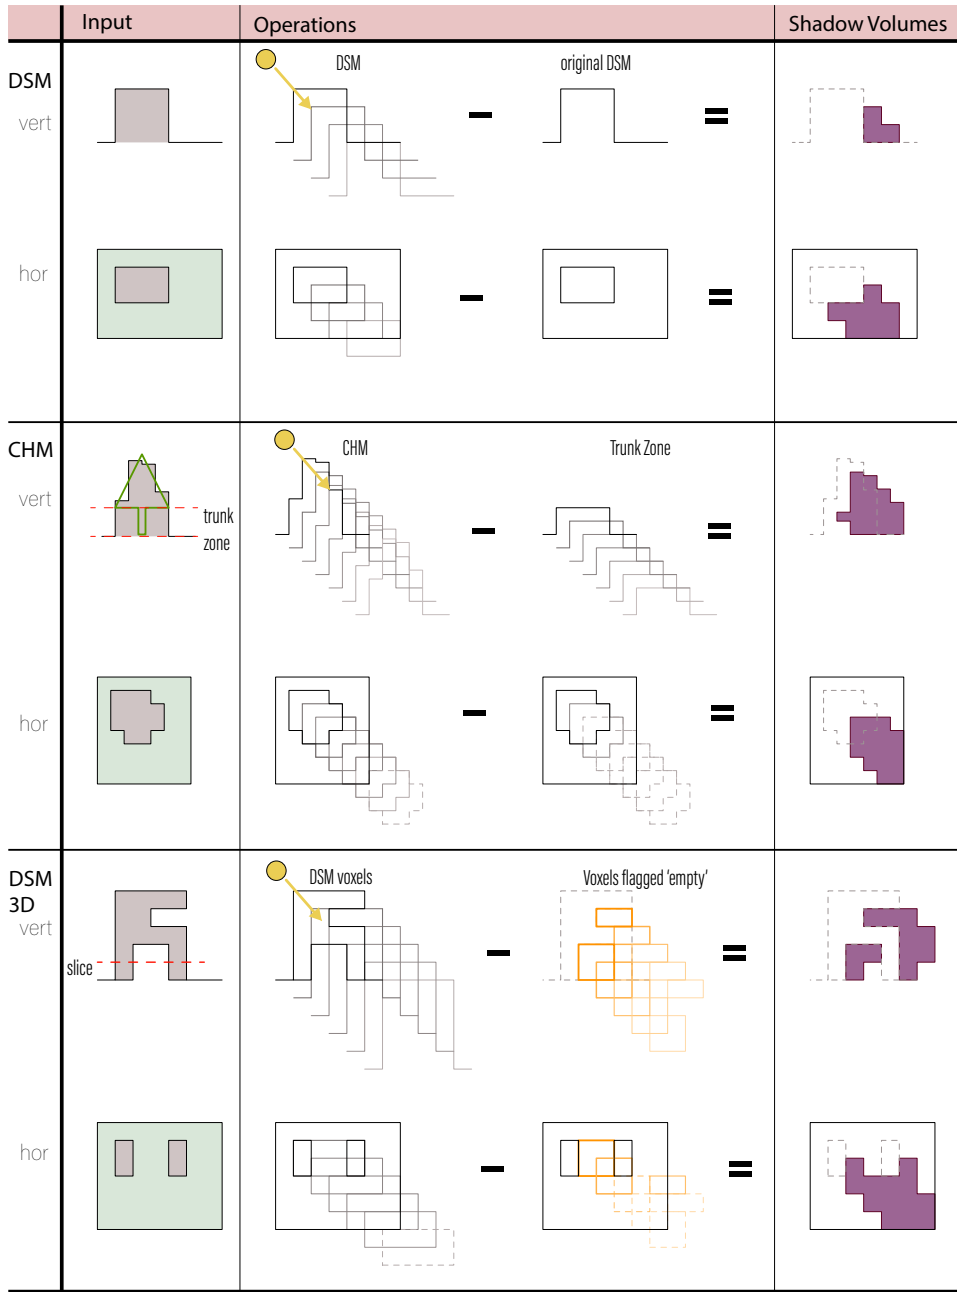 Input
Operations
Shadow Volumes
DSM
vert
DSM
original DSM
hor
CHM
vert
trunk
zone
CHM
Trunk Zone
hor
DSM
3D
vert
slice
DSM voxels
Voxels flagged 'empty'
hor